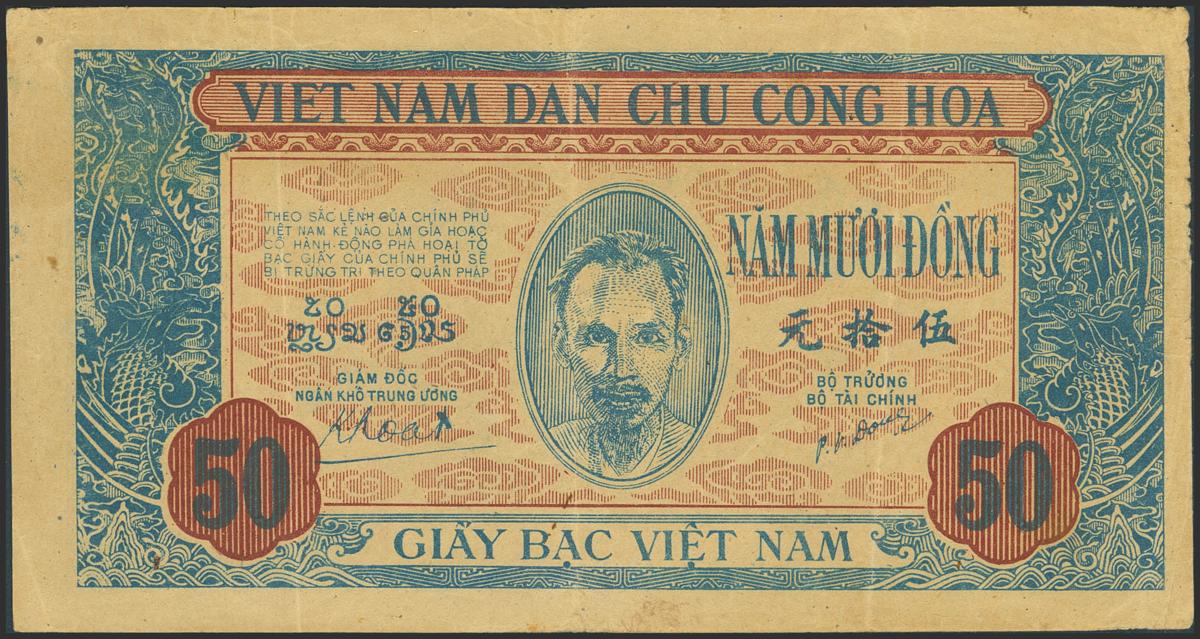 VIET NAM DAN CHU CONG HOA
THEO SẮC LỆNH CỦA CHÍNH PHỦ
VIỆT NAM KẺ NÀO LÀM GIẢ HOẶC
CỐ HÀNH-ĐỘNG PHÁ HOẠI TỜ
BẠC GIẤY CỦA CHÍNH PHỦ SẼ
BỊ TRỪNG TRỊ THEO QUÂN PHÁP
NĂM MƯƠI ĐỒNG
元拾伍
GIÁM ĐỐC
NGÂN KHỐ TRUNG ƯƠNG
Khoat
BỘ TRƯỞNG
BỘ TÀI CHÍNH
50
50
GIẤY BẠC VIỆT NAM